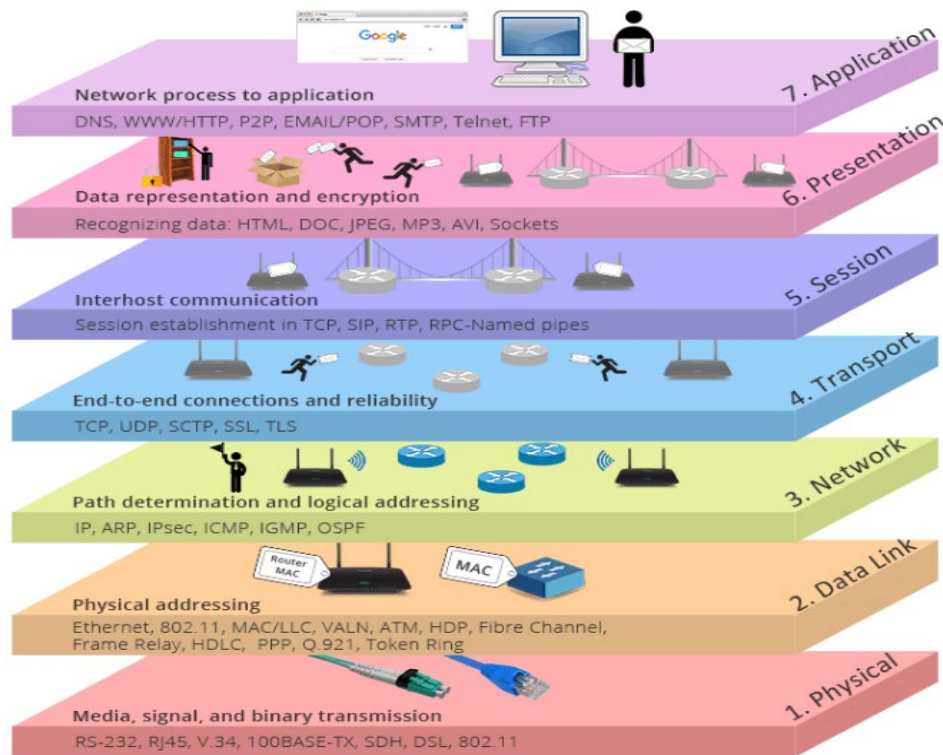 Google
7. Application
Network process to application
DNS, WWW/HTTP, P2P, EMAIL/POP, SMTP, Telnet, FTP
6. Presentation
Data representation and encryption
Recognizing data: HTML, DOC, JPEG, MP3, AVI, Sockets
5. Session
Interhost communication
Session establishment in TCP, SIP, RTP, RPC-Named pipes
4. Transport
End-to-end connections and reliability
TCP, UDP, SCTP, SSL, TLS
3. Network
Path determination and logical addressing
IP, ARP, IPsec, ICMP, IGMP, OSPF
Router
MAC
MAC
2. Data Link
Physical addressing
Ethernet, 802.11, MAC/LLC, VALN, ATM, HDP, Fibre Channel,
Frame Relay, HDLC, PPP, Q.921, Token Ring
1. Physical
Media, signal, and binary transmission
RS-232, RJ45, V.34, 100BASE-TX, SDH, DSL, 802.11